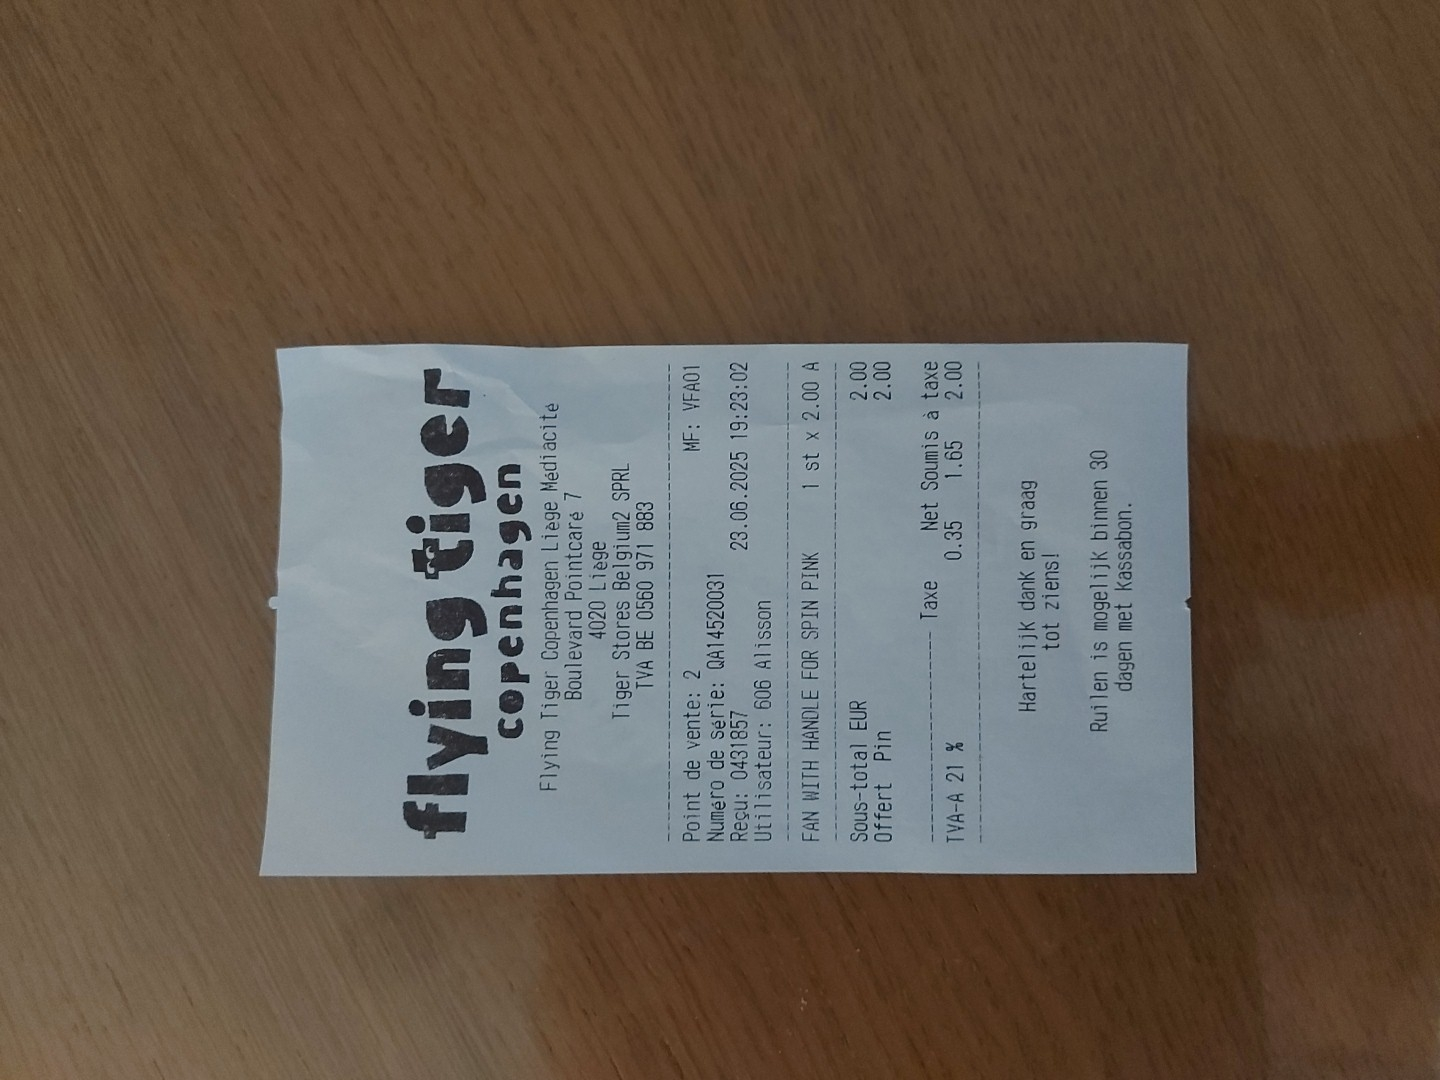 flying tiger
copenhagen
Flying Tiger Copenhagen Liège Médiacité
Boulevard Pointcaré 7
4020 Liège
Tiger Stores Belgium2 SPRL
TVA BE 0560 971 883
Point de vente: 2 MF: VFA01
Numéro de série: QA14520031
Reçu: 0431857 23.06.2025 19:23:02
Utilisateur: 606 Alisson
FAN WITH HANDLE FOR SPIN PINK 1 st x 2.00 A
Sous-total EUR 2.00
Offert Pin 2.00
Taxe Net Soumis à taxe
TVA-A 21 % 0.35 1.65 2.00
Hartelijk dank en graag
tot ziens!
Ruilen is mogelijk binnen 30
dagen met kassabon.